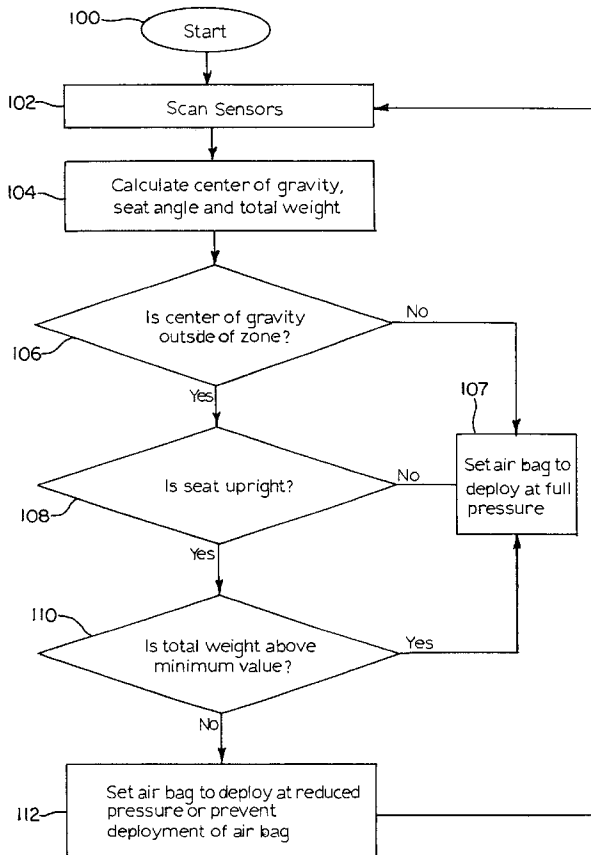 100
Start
102
Scan Sensors
104
Calculate center of gravity,
seat angle and total weight
Is center of gravity
outside of zone?
106
No
Yes
107
Set air bag to
deploy at full
pressure
Is seat upright?
108
No
Yes
110
Is total weight above
minimum value?
Yes
No
Set air bag to deploy at reduced
pressure or prevent
deployment of air bag
112